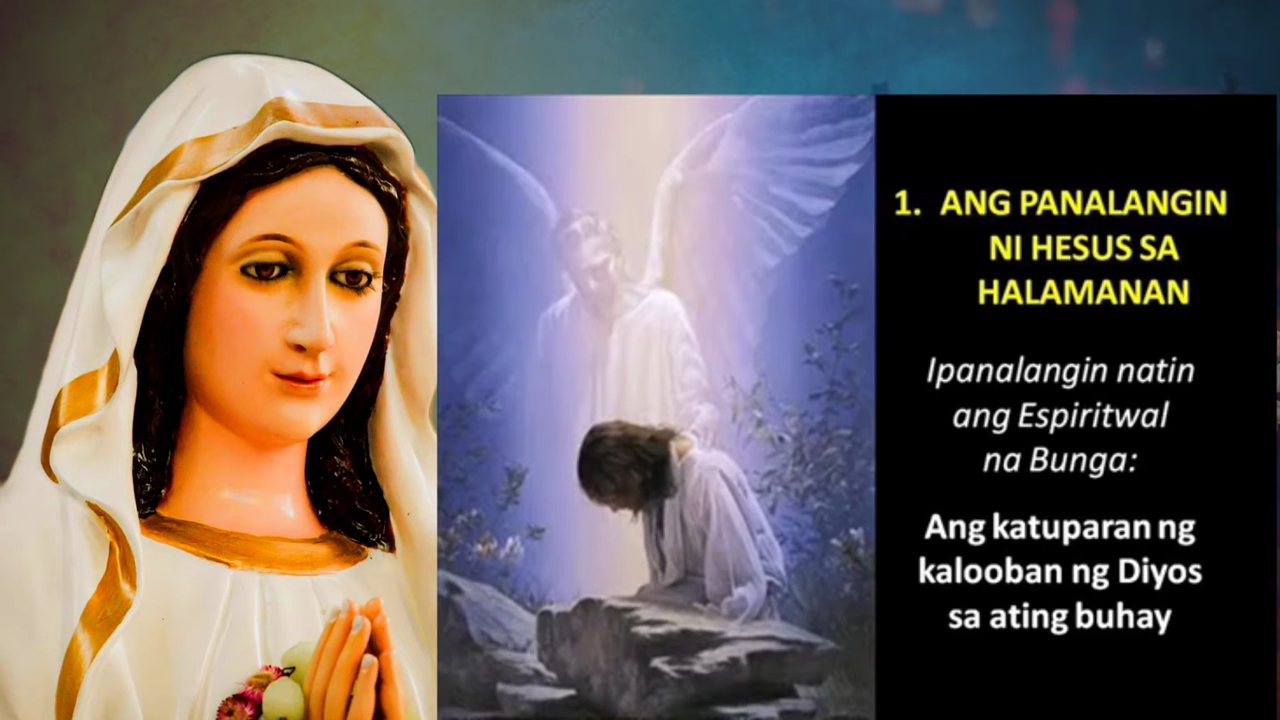 1. ANG PANALANGIN
NI HESUS SA
HALAMANAN
Ipanalangin natin
ang Espiritwal
na Bunga:
Ang katuparan ng
kalooban ng Diyos
sa ating buhay